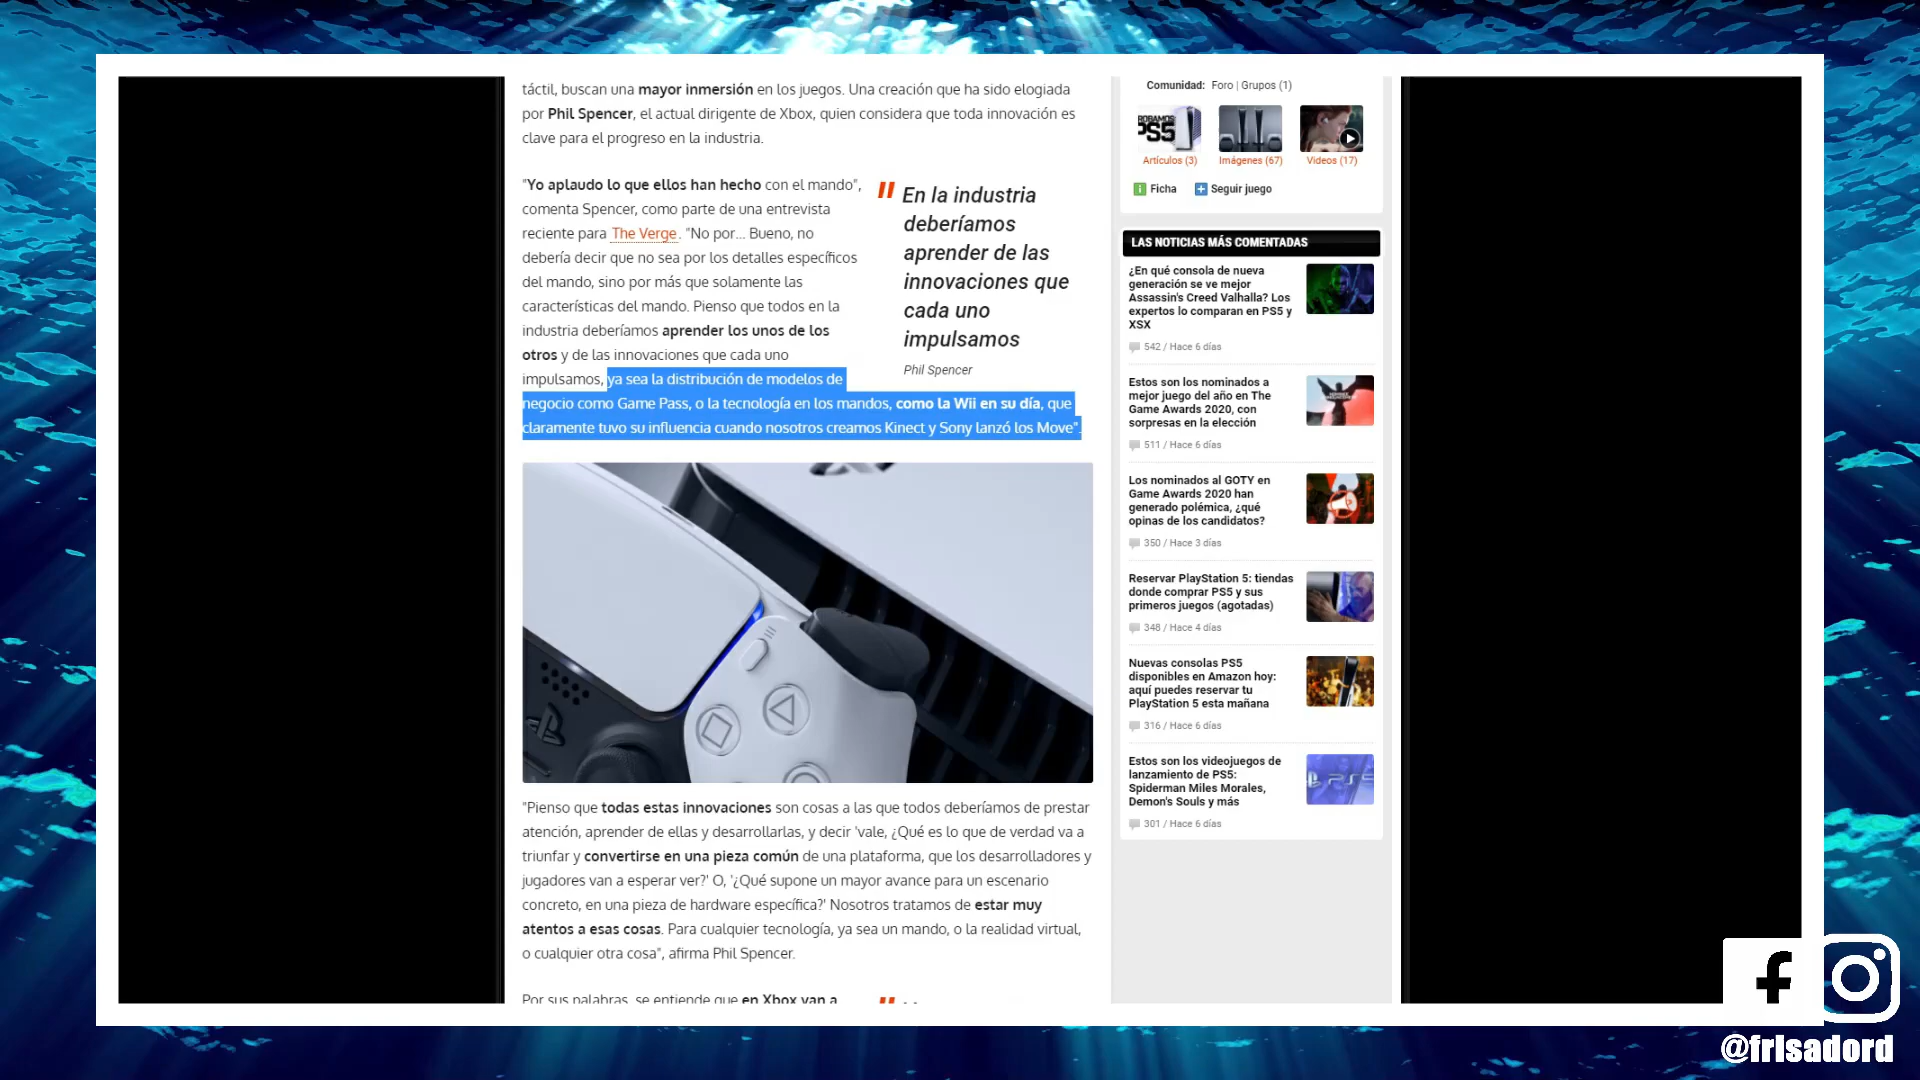 táctil, buscan una mayor inmersión en los juegos. Una creación que ha sido elogiada
por Phil Spencer, el actual dirigente de Xbox, quien considera que toda innovación es
clave para el progreso en la industria.
"Yo aplaudo lo que ellos han hecho con el mando",
comenta Spencer, como parte de una entrevista
reciente para The Verge. "No por... Bueno, no
debería decir que no sea por los detalles específicos
del mando, sino por más que solamente las
características del mando. Pienso que todos en la
industria deberíamos aprender los unos de los
otros y de las innovaciones que cada uno
impulsamos, ya sea la distribución de modelos de
negocio como Game Pass, o la tecnología en los mandos, como la Wii en su día, que
claramente tuvo su influencia cuando nosotros creamos Kinect y Sony lanzó los Move".
" En la industria
deberíamos
aprender de las
innovaciones que
cada uno
impulsamos
Phil Spencer
"Pienso que todas estas innovaciones son cosas a las que todos deberíamos de prestar
atención, aprender de ellas y desarrollarlas, y decir 'vale, ¿Qué es lo que de verdad va a
triunfar y convertirse en una pieza común de una plataforma, que los desarrolladores y
jugadores van a esperar ver?' O, '¿Qué supone un mayor avance para un escenario
concreto, en una pieza de hardware específica?' Nosotros tratamos de estar muy
atentos a esas cosas. Para cualquier tecnología, ya sea un mando, o la realidad virtual,
o cualquier otra cosa", afirma Phil Spencer.
Por sus palabras, se entiende que en Xbox van a
Comunidad: Foro | Grupos (1)
ROBAMOS
PS5
Artículos (3)
Imágenes (67)
Videos (17)
Ficha
Seguir juego
LAS NOTICIAS MÁS COMENTADAS
¿En qué consola de nueva
generación se ve mejor
Assassin's Creed Valhalla? Los
expertos lo comparan en PS5 y
XSX
542 / Hace 6 días
Estos son los nominados a
mejor juego del año en The
Game Awards 2020, con
sorpresas en la elección
511 / Hace 6 días
Los nominados al GOTY en
Game Awards 2020 han
generado polémica, ¿qué
opinas de los candidatos?
350 / Hace 3 días
Reservar PlayStation 5: tiendas
donde comprar PS5 y sus
primeros juegos (agotadas)
348 / Hace 4 días
Nuevas consolas PS5
disponibles en Amazon hoy:
aquí puedes reservar tu
PlayStation 5 esta mañana
316 / Hace 6 días
Estos son los videojuegos de
lanzamiento de PS5:
Spiderman Miles Morales,
Demon's Souls y más
PS5
301 / Hace 6 días
@frisadord